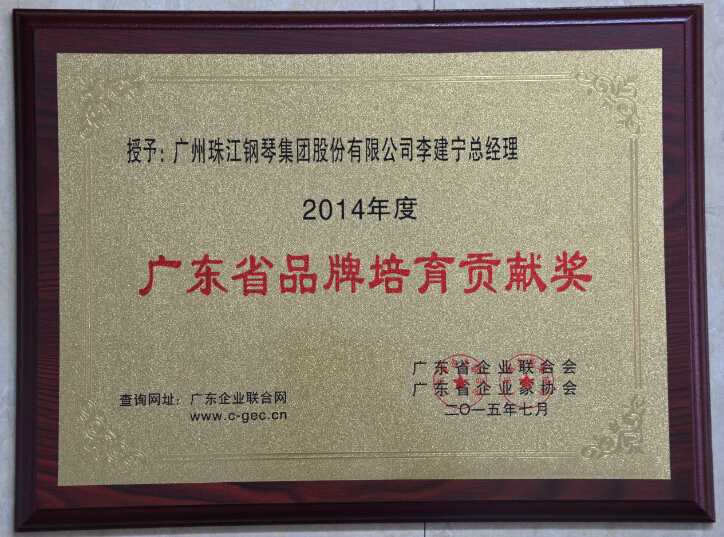 授予：广州珠江钢琴集团股份有限公司李建宁总经理
2014年度
广东省品牌培育贡献奖
广东省企业联合会
广东省企业家协会
二〇一五年七月
查询网址：广东企业联合网
www.c-gec.cn